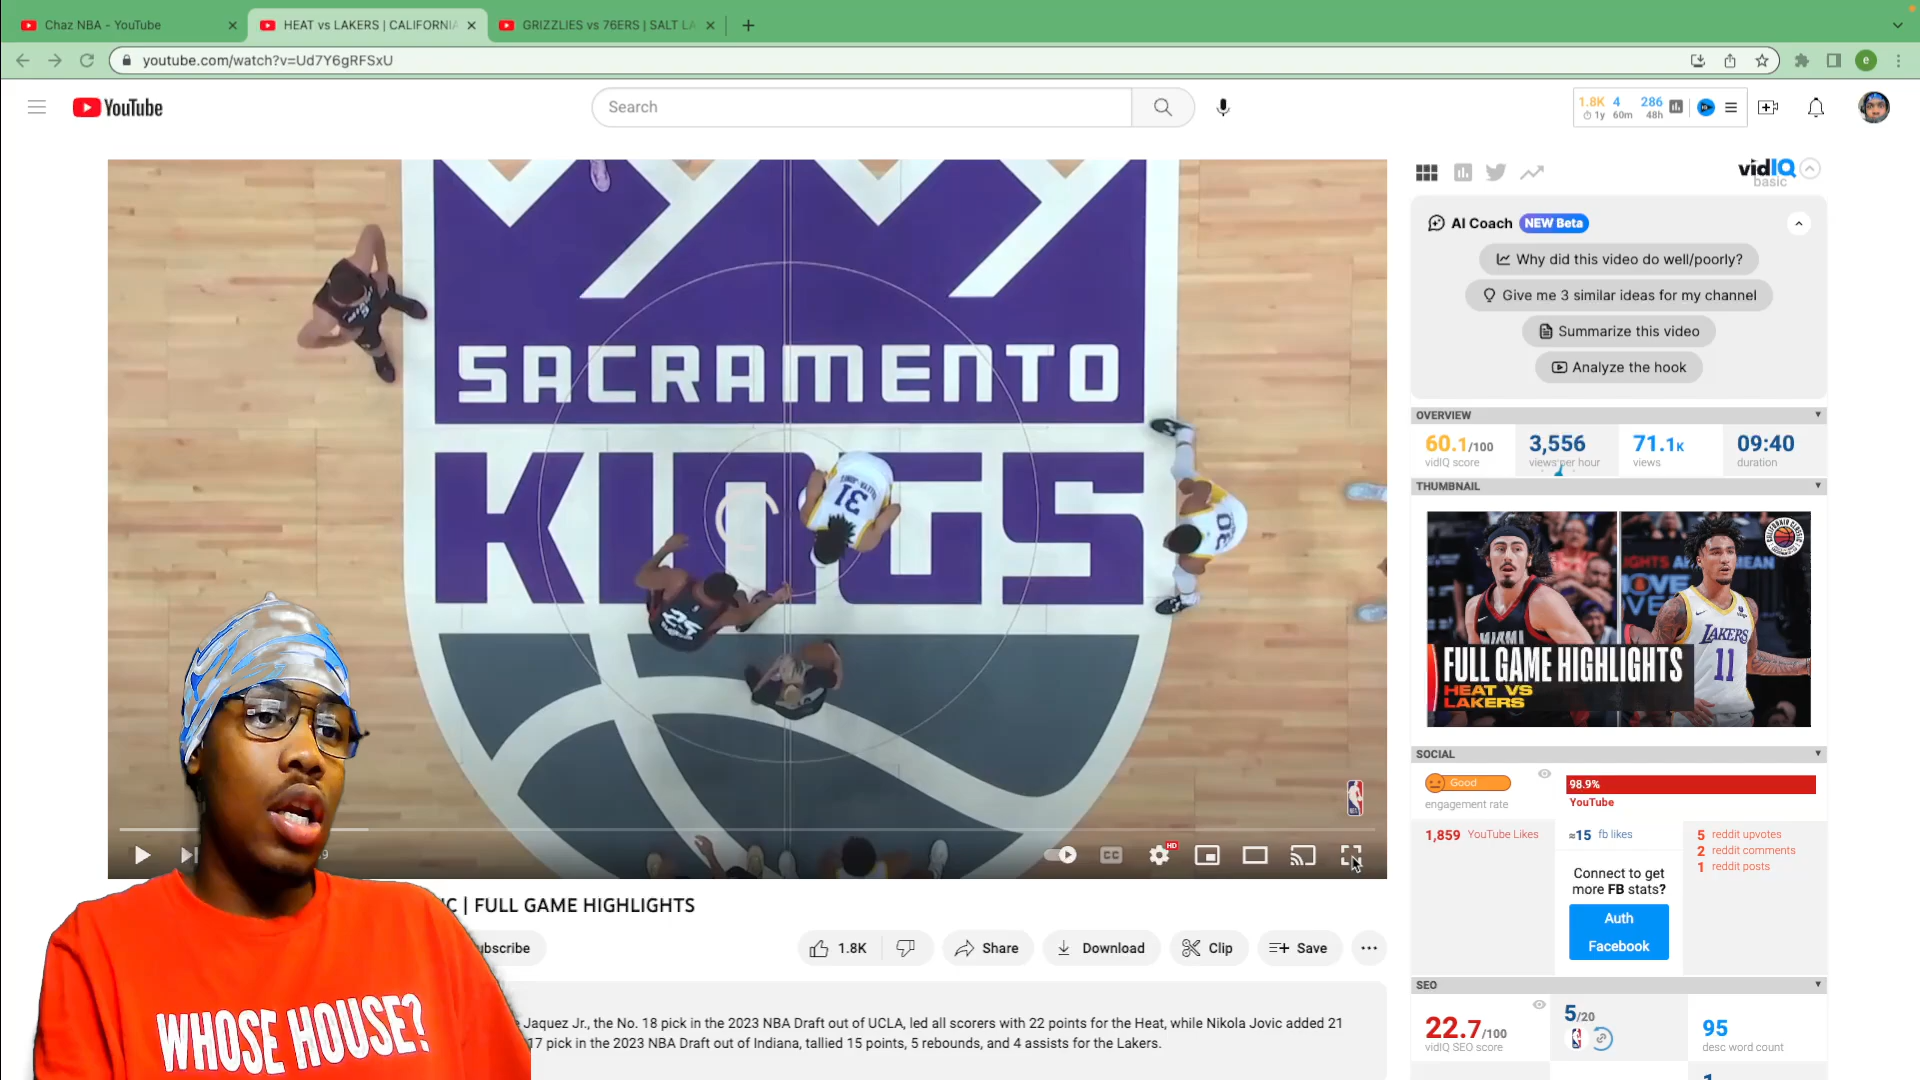 Chaz NBA - YouTube
HEAT vs LAKERS | CALIFORNIA
GRIZZLIES vs 76ERS | SALT LA
youtube.com/watch?v=Ud7Y6gRFSxU
e
YouTube
Search
1.8K 4 286
1y 60m 48h
SACRAMENTO
KINGS
31
30
25
vidIQ
basic
AI Coach NEW Beta
Why did this video do well/poorly?
Give me 3 similar ideas for my channel
Summarize this video
Analyze the hook
OVERVIEW
60.1/100 3,556 71.1K 09:40
vidIQ score views per hour views duration
THUMBNAIL
MIAMI
LAKERS
11
FULL GAME HIGHLIGHTS
HEAT VS
LAKERS
SOCIAL
Good
engagement rate
98.9%
YouTube
1,859 YouTube Likes
≈15 fb likes
5 reddit upvotes
2 reddit comments
1 reddit posts
Connect to get
more FB stats?
Auth
Facebook
CC
HD
C | FULL GAME HIGHLIGHTS
ubscribe
1.8K
Share
Download
Clip
Save
Jaquez Jr., the No. 18 pick in the 2023 NBA Draft out of UCLA, led all scorers with 22 points for the Heat, while Nikola Jovic added 21
17 pick in the 2023 NBA Draft out of Indiana, tallied 15 points, 5 rebounds, and 4 assists for the Lakers.
WHOSE HOUSE?
SEO
22.7/100
vidIQ SEO score
5/20
95
desc word count